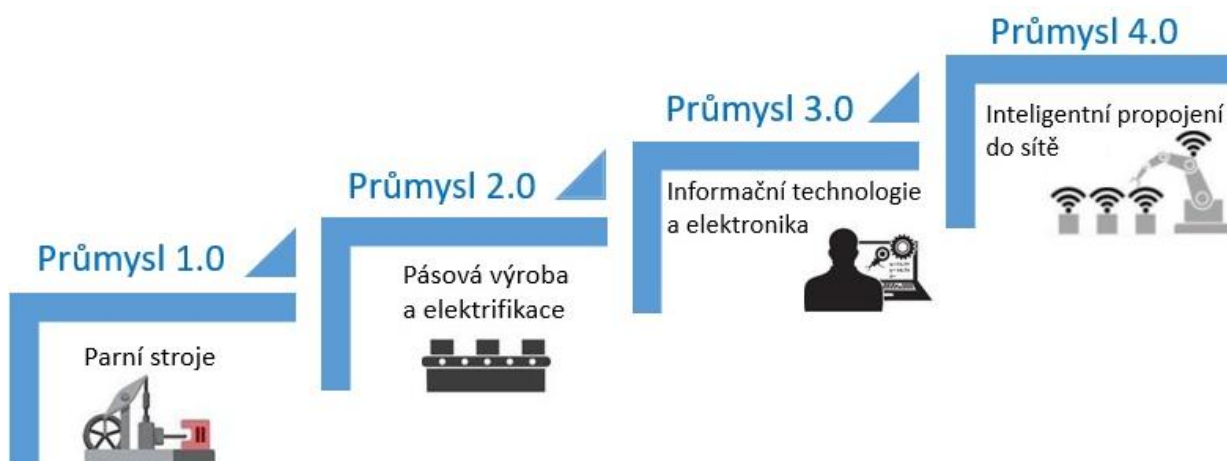 Průmysl 1.0
Parní stroje
Průmysl 2.0
Pásová výroba
a elektrifikace
Průmysl 3.0
Informační technologie
a elektronika
Průmysl 4.0
Inteligentní propojení
do sítě